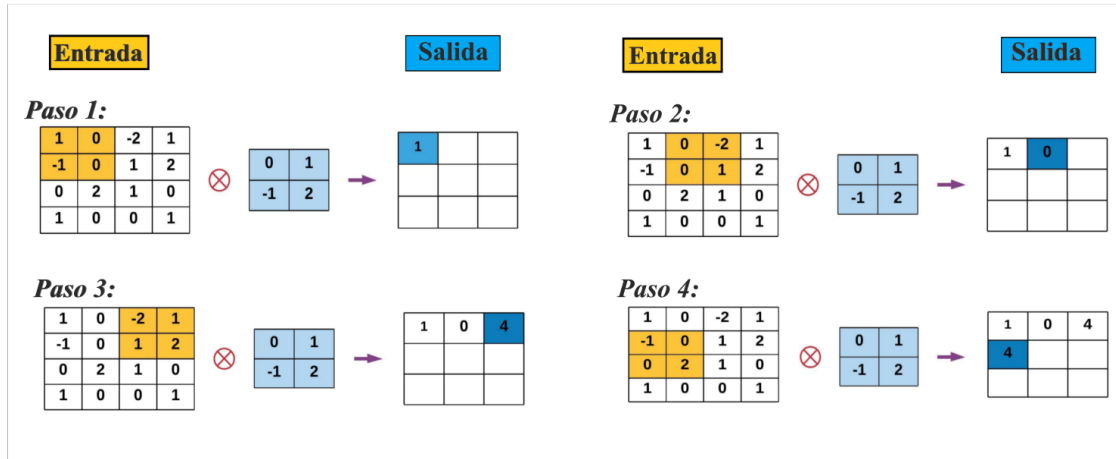 Entrada
Salida
Entrada
Salida
Paso 1:
1 0 -2 1
-1 0 1 2
0 2 1 0
1 0 0 1
0 1
-1 2
1
Paso 2:
1 0 -2 1
-1 0 1 2
0 2 1 0
1 0 0 1
0 1
-1 2
1 0
Paso 3:
1 0 -2 1
-1 0 1 2
0 2 1 0
1 0 0 1
0 1
-1 2
1 0 4
Paso 4:
1 0 -2 1
-1 0 1 2
0 2 1 0
1 0 0 1
0 1
-1 2
1 0 4
4